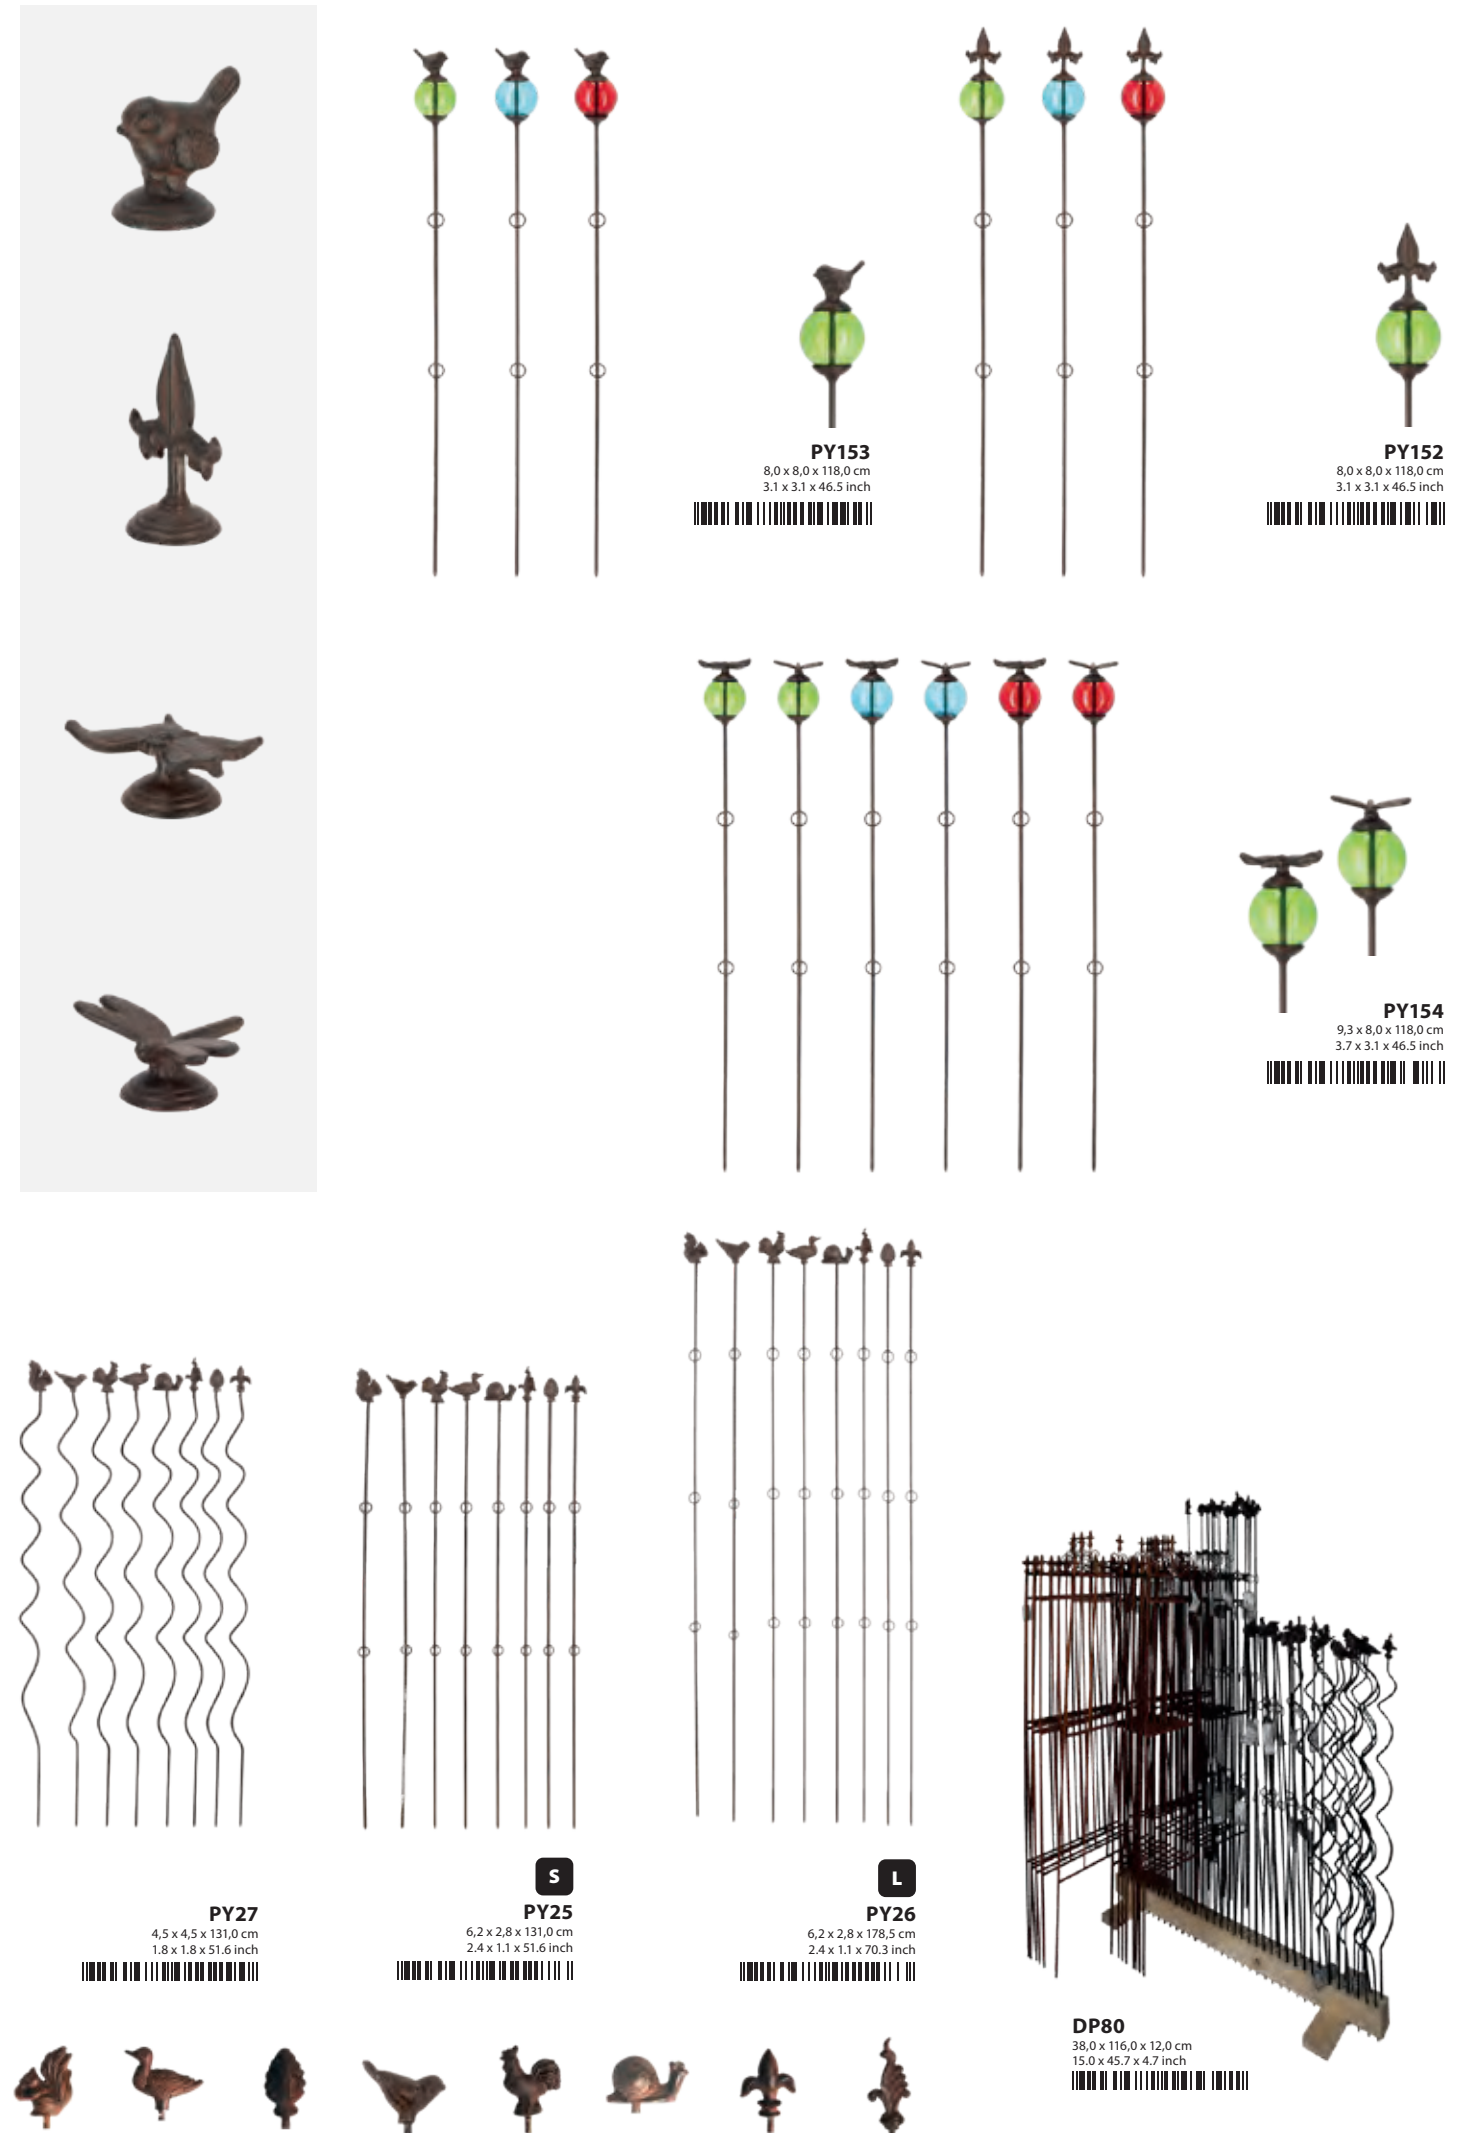 PY153
8,0 x 8,0 x 118,0 cm
3.1 x 3.1 x 46.5 inch
PY152
8,0 x 8,0 x 118,0 cm
3.1 x 3.1 x 46.5 inch
PY154
9,3 x 8,0 x 118,0 cm
3.7 x 3.1 x 46.5 inch
PY27
4,5 x 4,5 x 131,0 cm
1.8 x 1.8 x 51.6 inch
S
PY25
6,2 x 2,8 x 131,0 cm
2.4 x 1.1 x 51.6 inch
L
PY26
6,2 x 2,8 x 178,5 cm
2.4 x 1.1 x 70.3 inch
DP80
38,0 x 116,0 x 12,0 cm
15.0 x 45.7 x 4.7 inch